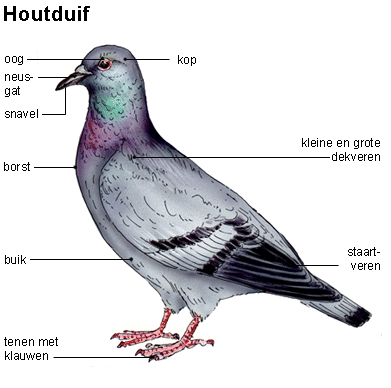 Houtduif
oog
kop
neus-
gat
snavel
kleine en grote
dekveren
borst
buik
staart-
veren
tenen met
klauwen